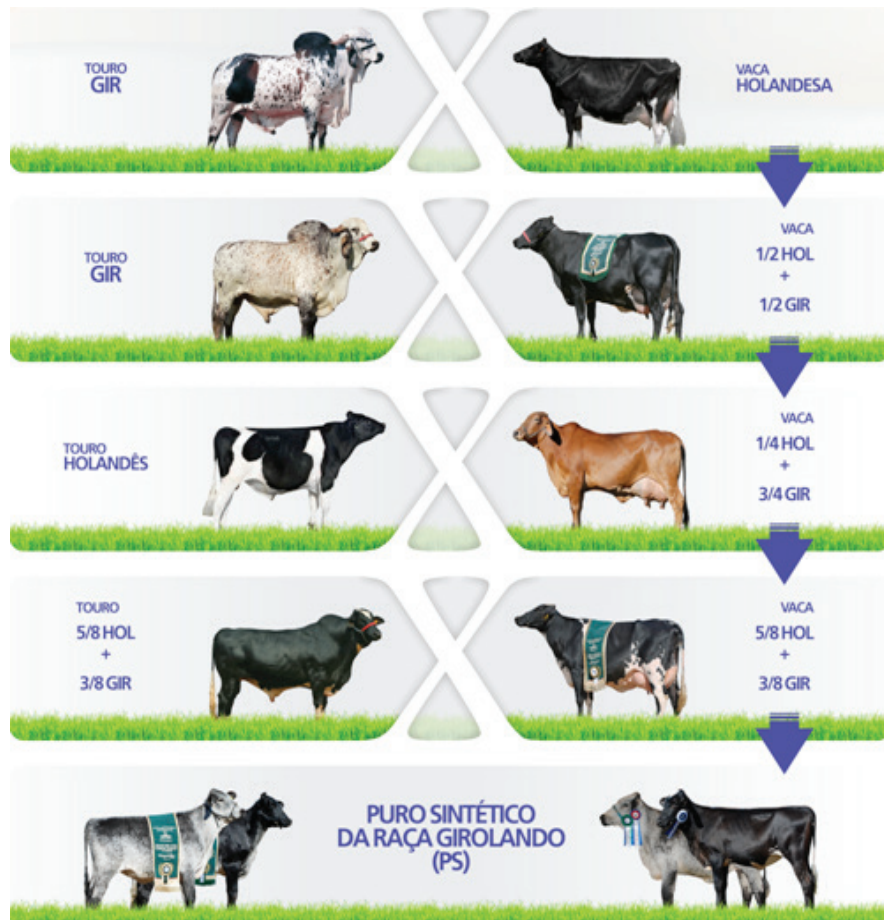 TOURO
GIR
VACA
HOLANDESA
TOURO
GIR
VACA
1/2 HOL
+
1/2 GIR
TOURO
HOLANDÊS
VACA
1/4 HOL
+
3/4 GIR
TOURO
5/8 HOL
+
3/8 GIR
VACA
5/8 HOL
+
3/8 GIR
PURO SINTÉTICO
DA RAÇA GIROLANDO
(PS)